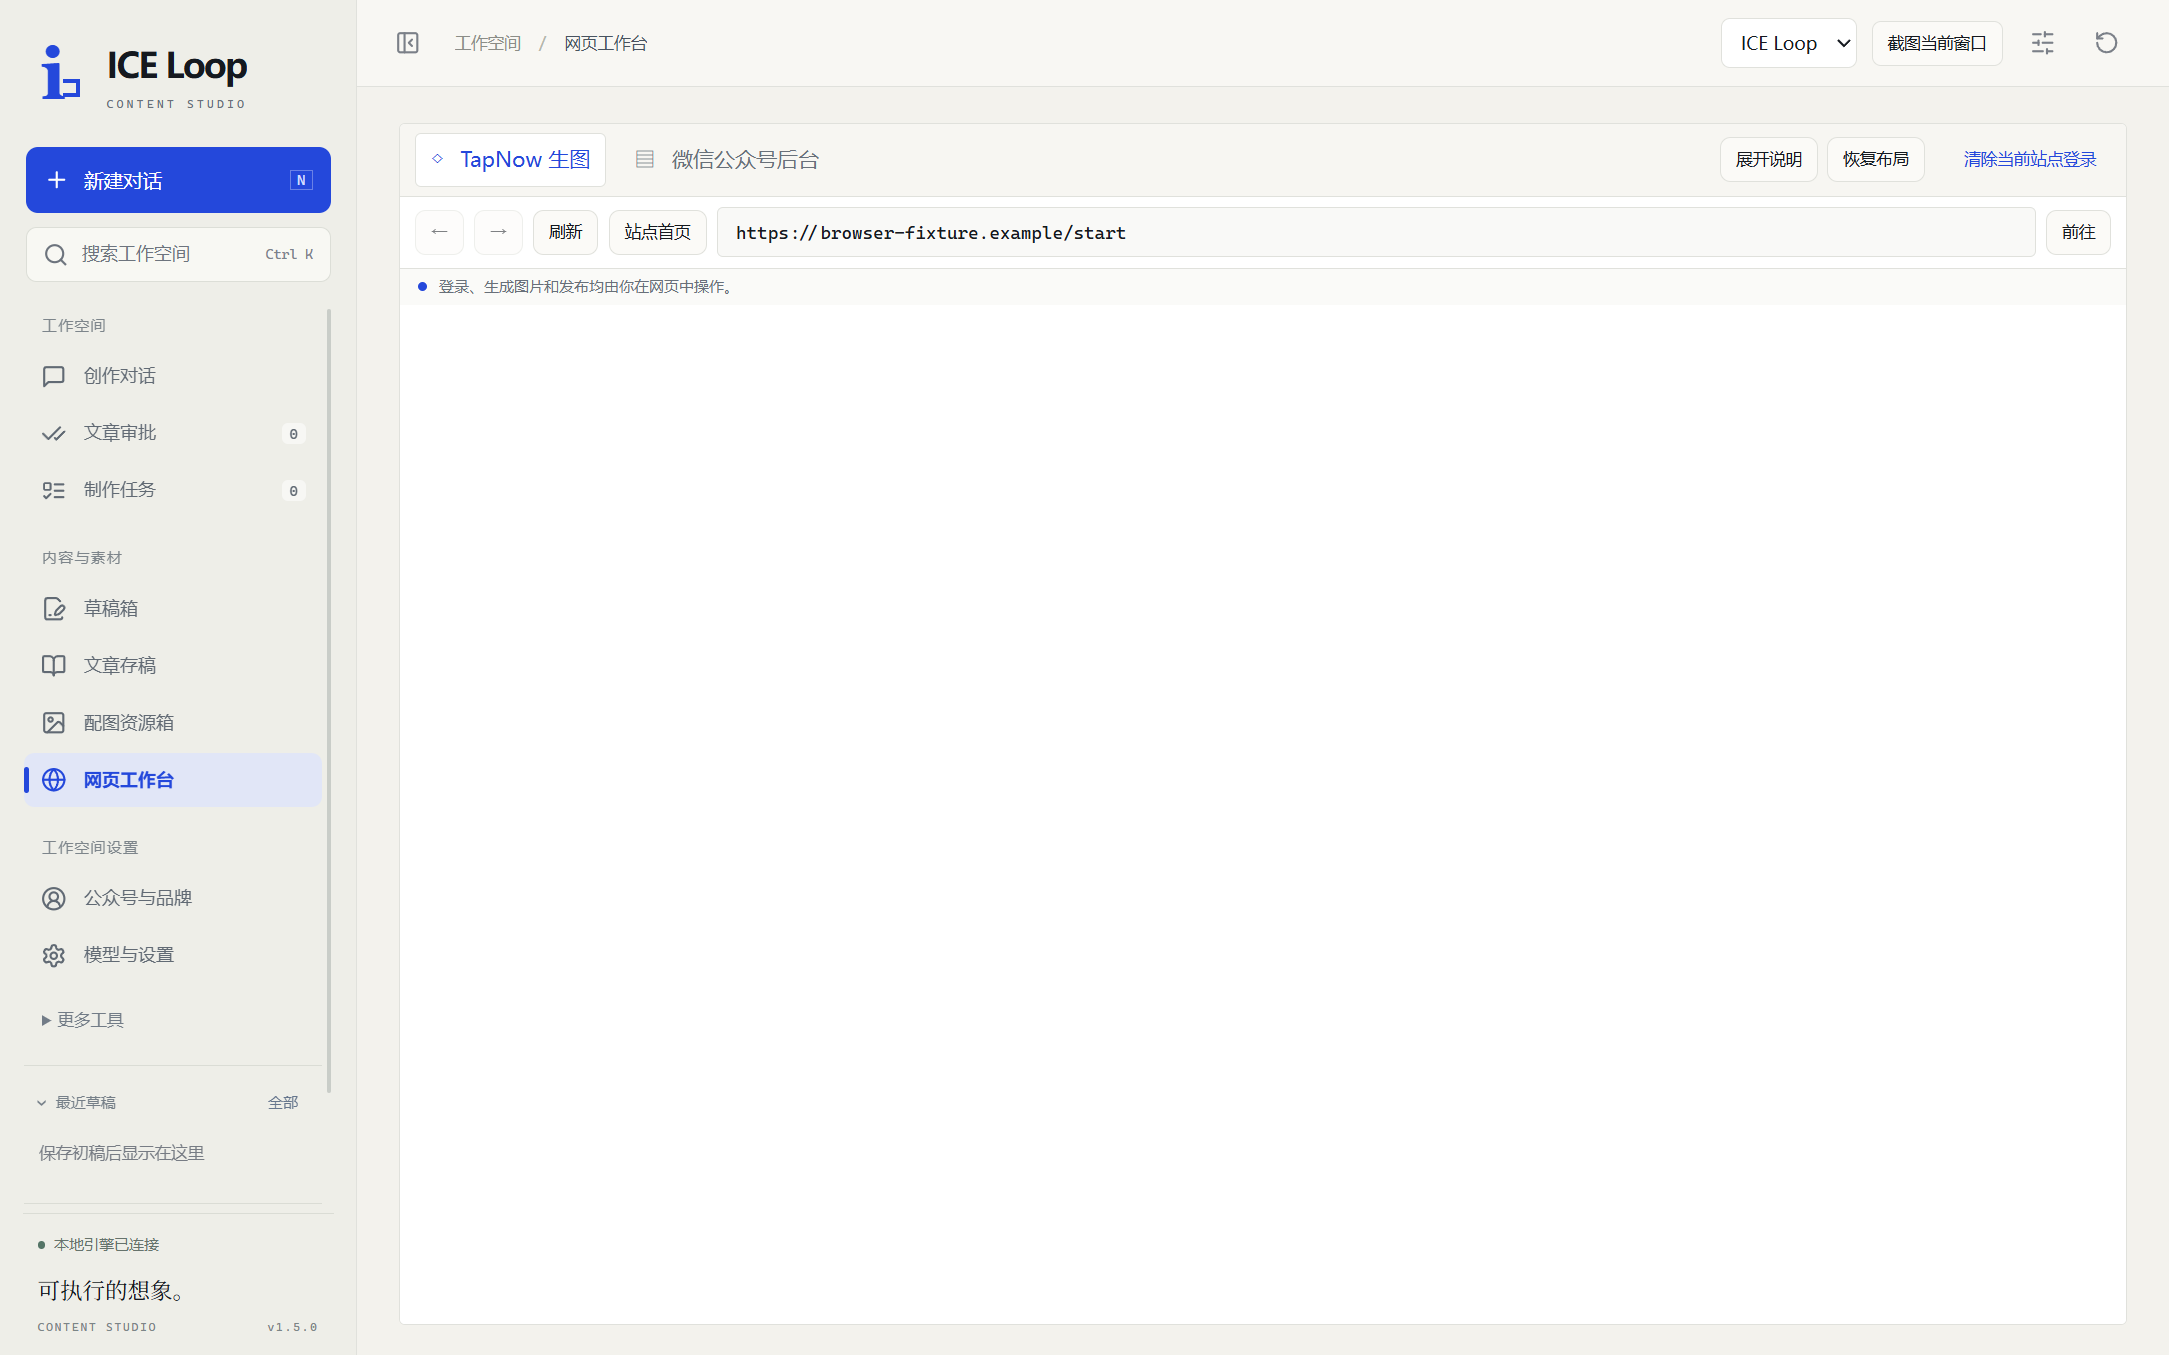 ICE Loop
CONTENT STUDIO
新建对话 N
搜索工作空间 Ctrl K
工作空间
创作对话
文章审批 0
制作任务 0
内容与素材
草稿箱
文章存稿
配图资源箱
网页工作台
工作空间设置
公众号与品牌
模型与设置
更多工具
最近草稿 全部
保存初稿后显示在这里
本地引擎已连接
可执行的想象。
CONTENT STUDIO v1.5.0
工作空间 / 网页工作台
ICE Loop 截图当前窗口
TapNow 生图 微信公众号后台 展开说明 恢复布局 清除当前站点登录
← → 刷新 站点首页 https://browser-fixture.example/start 前往
登录、生成图片和发布均由你在网页中操作。